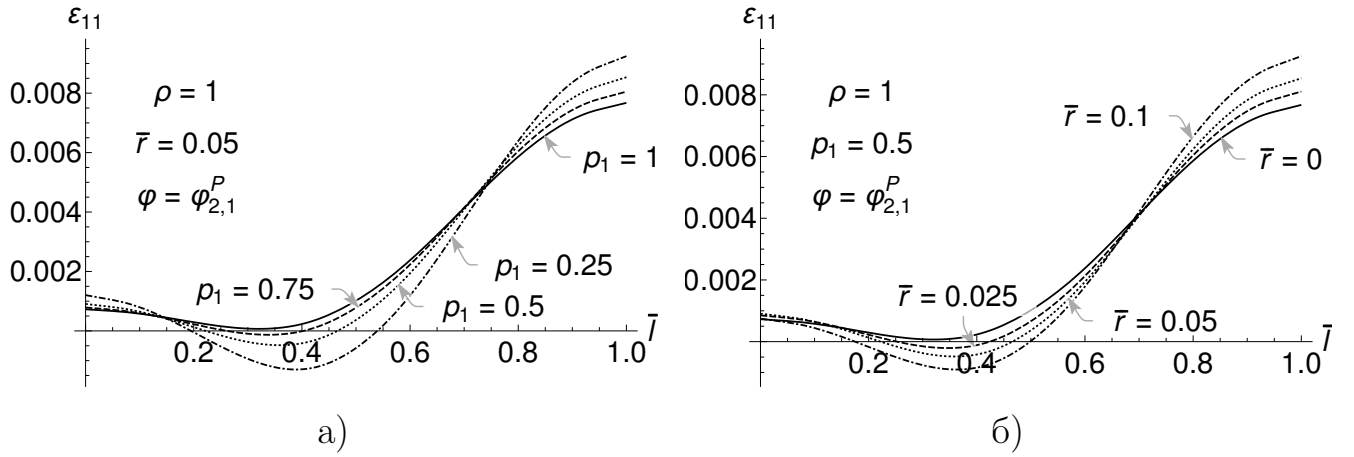 ε₁₁
0.008
0.006
0.004
0.002
ρ = 1
r̄ = 0.05
φ = φᴾ₂,₁
p₁ = 1
p₁ = 0.25
p₁ = 0.75
p₁ = 0.5
0.2
0.4
0.6
0.8
1.0
l̄
а)
ε₁₁
0.008
0.006
0.004
0.002
ρ = 1
p₁ = 0.5
φ = φᴾ₂,₁
r̄ = 0.1
r̄ = 0
r̄ = 0.025
r̄ = 0.05
0.2
0.4
0.6
0.8
1.0
l̄
б)